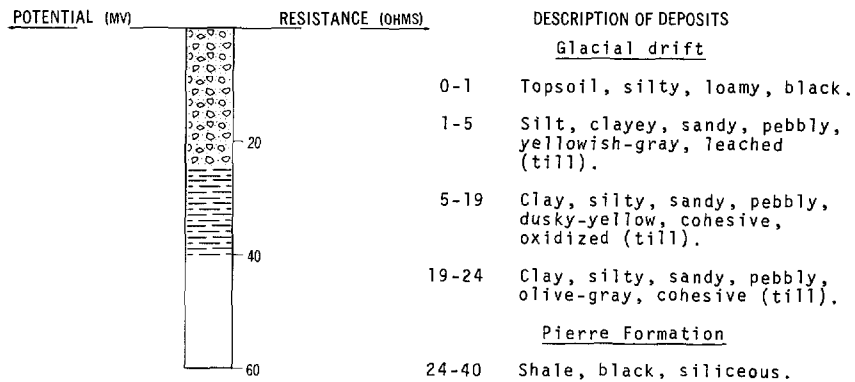 POTENTIAL (MV) RESISTANCE (OHMS) DESCRIPTION OF DEPOSITS
Glacial drift
0-1 Topsoil, silty, loamy, black.
1-5 Silt, clayey, sandy, pebbly,
yellowish-gray, leached
(till).
20
5-19 Clay, silty, sandy, pebbly,
dusky-yellow, cohesive,
oxidized (till).
40
19-24 Clay, silty, sandy, pebbly,
olive-gray, cohesive (till).
Pierre Formation
60
24-40 Shale, black, siliceous.